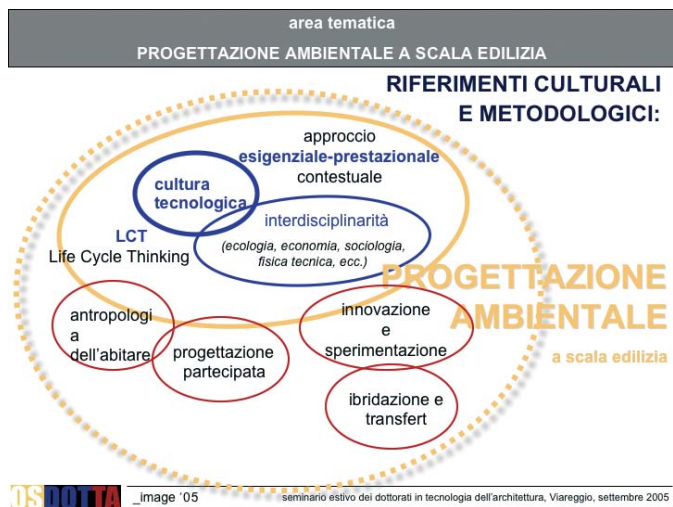 area tematica
PROGETTAZIONE AMBIENTALE A SCALA EDILIZIA
RIFERIMENTI CULTURALI
E METODOLOGICI:
approccio
esigenziale-prestazionale
contestuale
cultura
tecnologica
interdisciplinarità
(ecologia, economia, sociologia,
fisica tecnica, ecc.)
LCT
Life Cycle Thinking
PROGETTAZIONE
AMBIENTALE
a scala edilizia
antropologi
a
dell'abitare
progettazione
partecipata
innovazione
e
sperimentazione
ibridazione e
transfert
OSDOTTA
_image '05
seminario estivo dei dottorati in tecnologia dell'architettura, Viareggio, settembre 2005